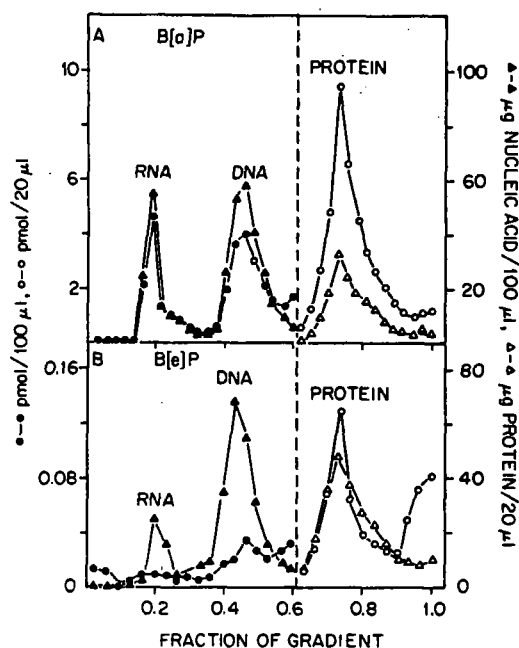 A B[a]P
10
6
2
RNA
DNA
PROTEIN
100
60
20
B B[e]P
0.16
0.08
0
RNA
DNA
PROTEIN
80
40
0
0.2 0.4 0.6 0.8 1.0
FRACTION OF GRADIENT
●–● pmol/100 µl, ○–○ pmol/20 µl
▲–▲ µg NUCLEIC ACID/100 µl, △–△ µg PROTEIN/20 µl